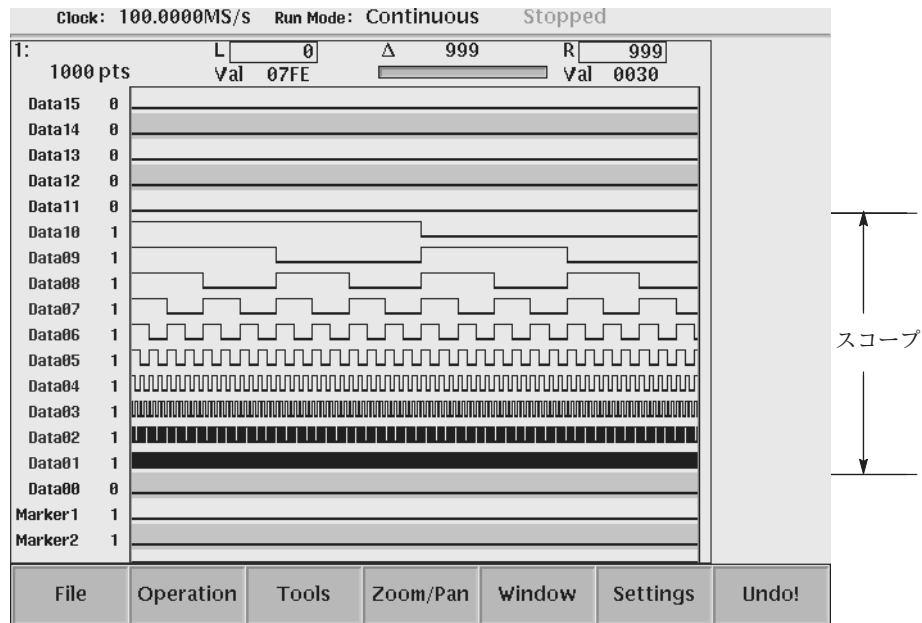 Clock: 100.0000MS/s Run Mode: Continuous Stopped
1: L 0 Δ 999 R 999
1000 pts Val 07FE Val 0030
Data15 0
Data14 0
Data13 0
Data12 0
Data11 0
Data10 1
Data09 1
Data08 1
Data07 1
Data06 1
Data05 1
Data04 1
Data03 1
Data02 1
Data01 1
Data00 0
Marker1 1
Marker2 1
スコープ
File Operation Tools Zoom/Pan Window Settings Undo!